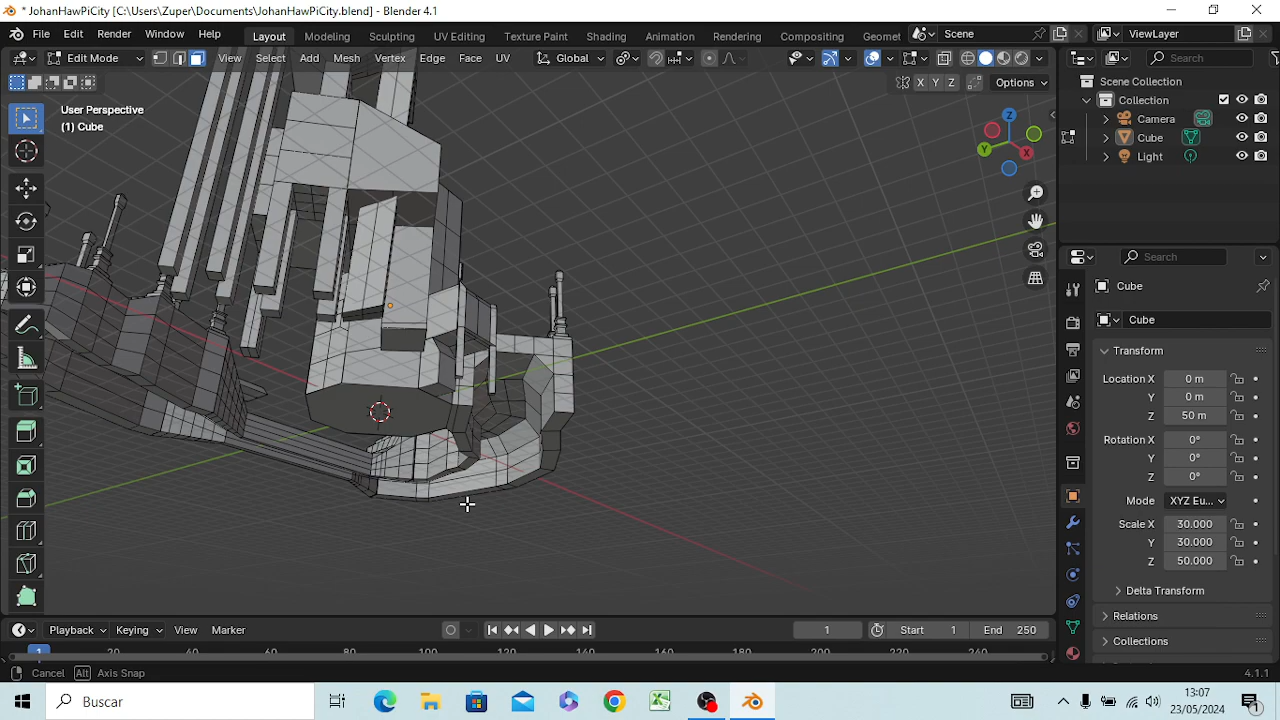 * JohanHawPiCity [C:\Users\Zuper\Documents\JohanHawPiCity.blend] - Blender 4.1
File Edit Render Window Help Layout Modeling Sculpting UV Editing Texture Paint Shading Animation Rendering Compositing Geomet Scene ViewLayer
Edit Mode View Select Add Mesh Vertex Edge Face UV Global Search
X Y Z Options
User Perspective
(1) Cube
Scene Collection
Collection
Camera
Cube
Light
Z
Y
X
Search
Cube
Cube
Transform
Location X 0 m
Y 0 m
Z 50 m
Rotation X 0°
Y 0°
Z 0°
Mode XYZ Eu...
Scale X 30.000
Y 30.000
Z 50.000
Delta Transform
Relations
Collections
Playback Keying View Marker 1 Start 1 End 250
1 20 40 60 80 100 120 140 160 180 200 220 240
Cancel Alt Axis Snap 4.1.1
Buscar
13:07
23/05/2024
1